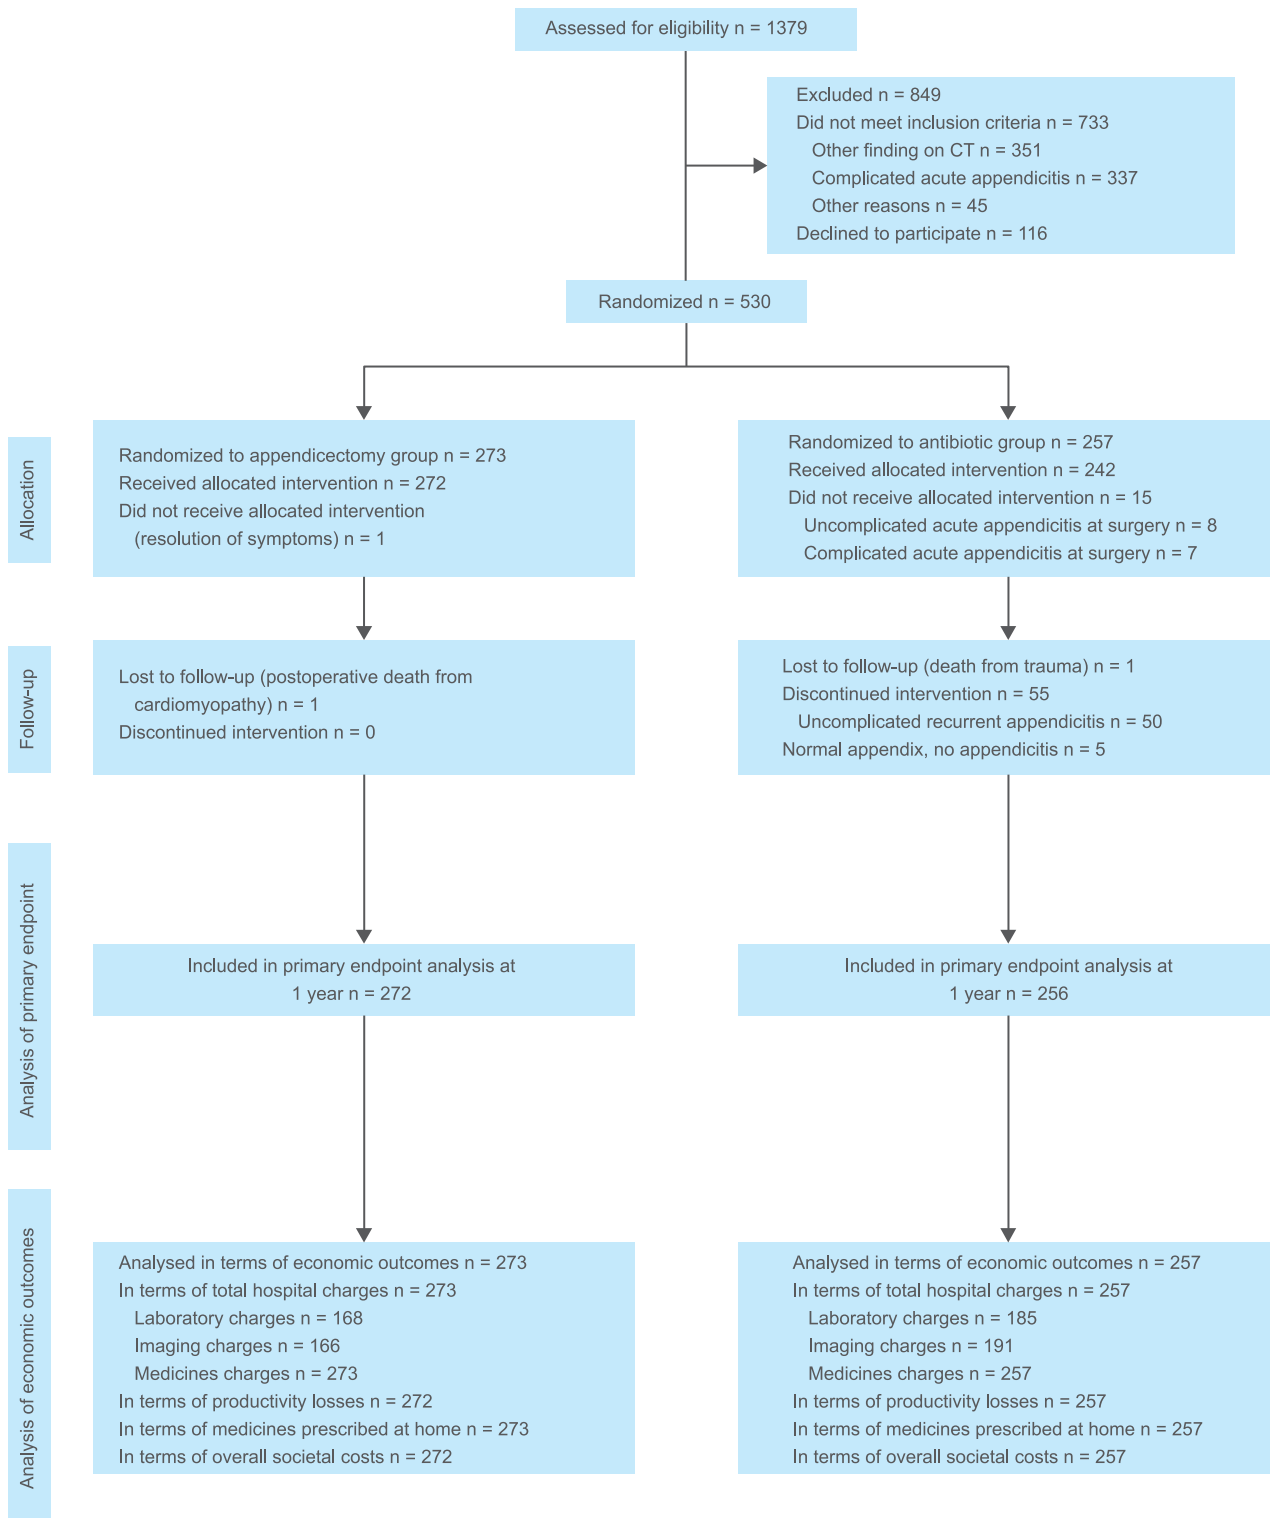 Assessed for eligibility n = 1379
Excluded n = 849
Did not meet inclusion criteria n = 733
Other finding on CT n = 351
Complicated acute appendicitis n = 337
Other reasons n = 45
Declined to participate n = 116
Randomized n = 530
Allocation
Randomized to appendicectomy group n = 273
Received allocated intervention n = 272
Did not receive allocated intervention
(resolution of symptoms) n = 1
Randomized to antibiotic group n = 257
Received allocated intervention n = 242
Did not receive allocated intervention n = 15
Uncomplicated acute appendicitis at surgery n = 8
Complicated acute appendicitis at surgery n = 7
Follow-up
Lost to follow-up (postoperative death from
cardiomyopathy) n = 1
Discontinued intervention n = 0
Lost to follow-up (death from trauma) n = 1
Discontinued intervention n = 55
Uncomplicated recurrent appendicitis n = 50
Normal appendix, no appendicitis n = 5
Analysis of primary endpoint
Included in primary endpoint analysis at
1 year n = 272
Included in primary endpoint analysis at
1 year n = 256
Analysis of economic outcomes
Analysed in terms of economic outcomes n = 273
In terms of total hospital charges n = 273
Laboratory charges n = 168
Imaging charges n = 166
Medicines charges n = 273
In terms of productivity losses n = 272
In terms of medicines prescribed at home n = 273
In terms of overall societal costs n = 272
Analysed in terms of economic outcomes n = 257
In terms of total hospital charges n = 257
Laboratory charges n = 185
Imaging charges n = 191
Medicines charges n = 257
In terms of productivity losses n = 257
In terms of medicines prescribed at home n = 257
In terms of overall societal costs n = 257